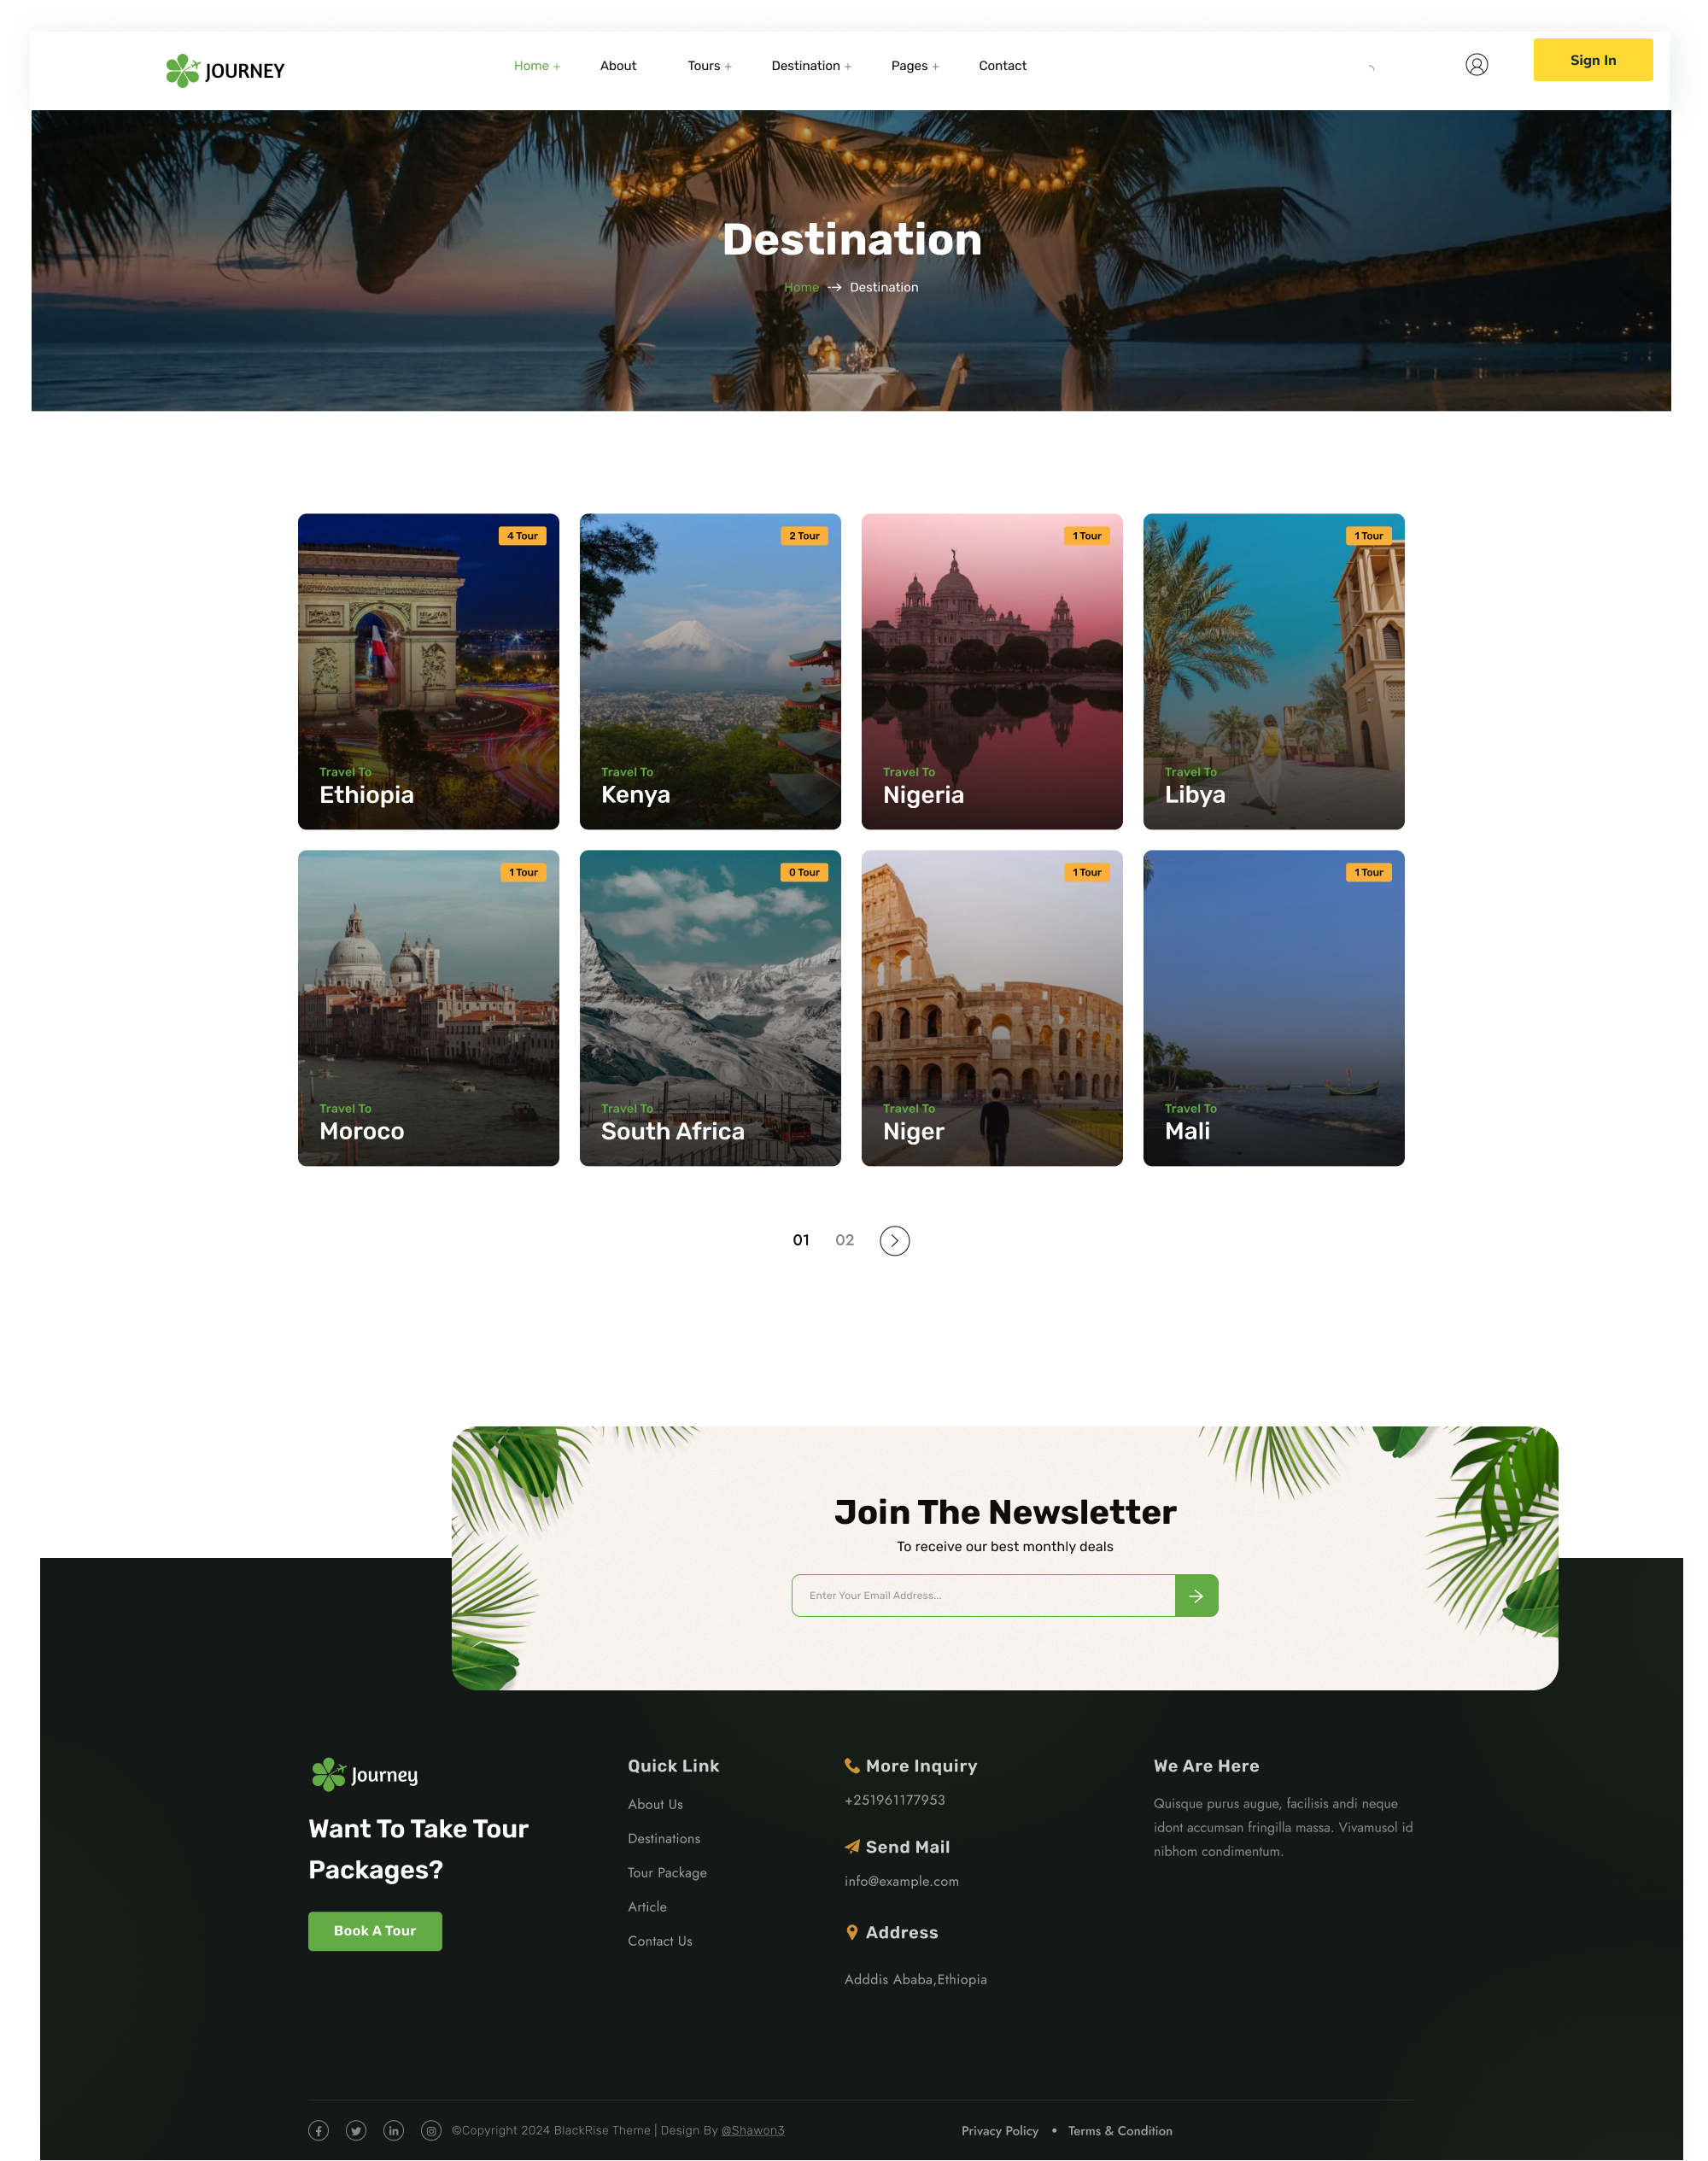 JOURNEY
Home +
About
Tours +
Destination +
Pages +
Contact
Sign In
Destination
Home
Destination
4 Tour
Travel To
Ethiopia
2 Tour
Travel To
Kenya
1 Tour
Travel To
Nigeria
1 Tour
Travel To
Libya
1 Tour
Travel To
Moroco
0 Tour
Travel To
South Africa
1 Tour
Travel To
Niger
1 Tour
Travel To
Mali
01
02
Join The Newsletter
To receive our best monthly deals
Enter Your Email Address...
Journey
Want To Take Tour
Packages?
Book A Tour
Quick Link
About Us
Destinations
Tour Package
Article
Contact Us
More Inquiry
+251961177953
Send Mail
info@example.com
Address
Adddis Ababa,Ethiopia
We Are Here
Quisque purus augue, facilisis andi neque
idont accumsan fringilla massa. Vivamusol id
nibhom condimentum.
©Copyright 2024 BlackRise Theme | Design By @Shawon3
Privacy Policy • Terms & Condition